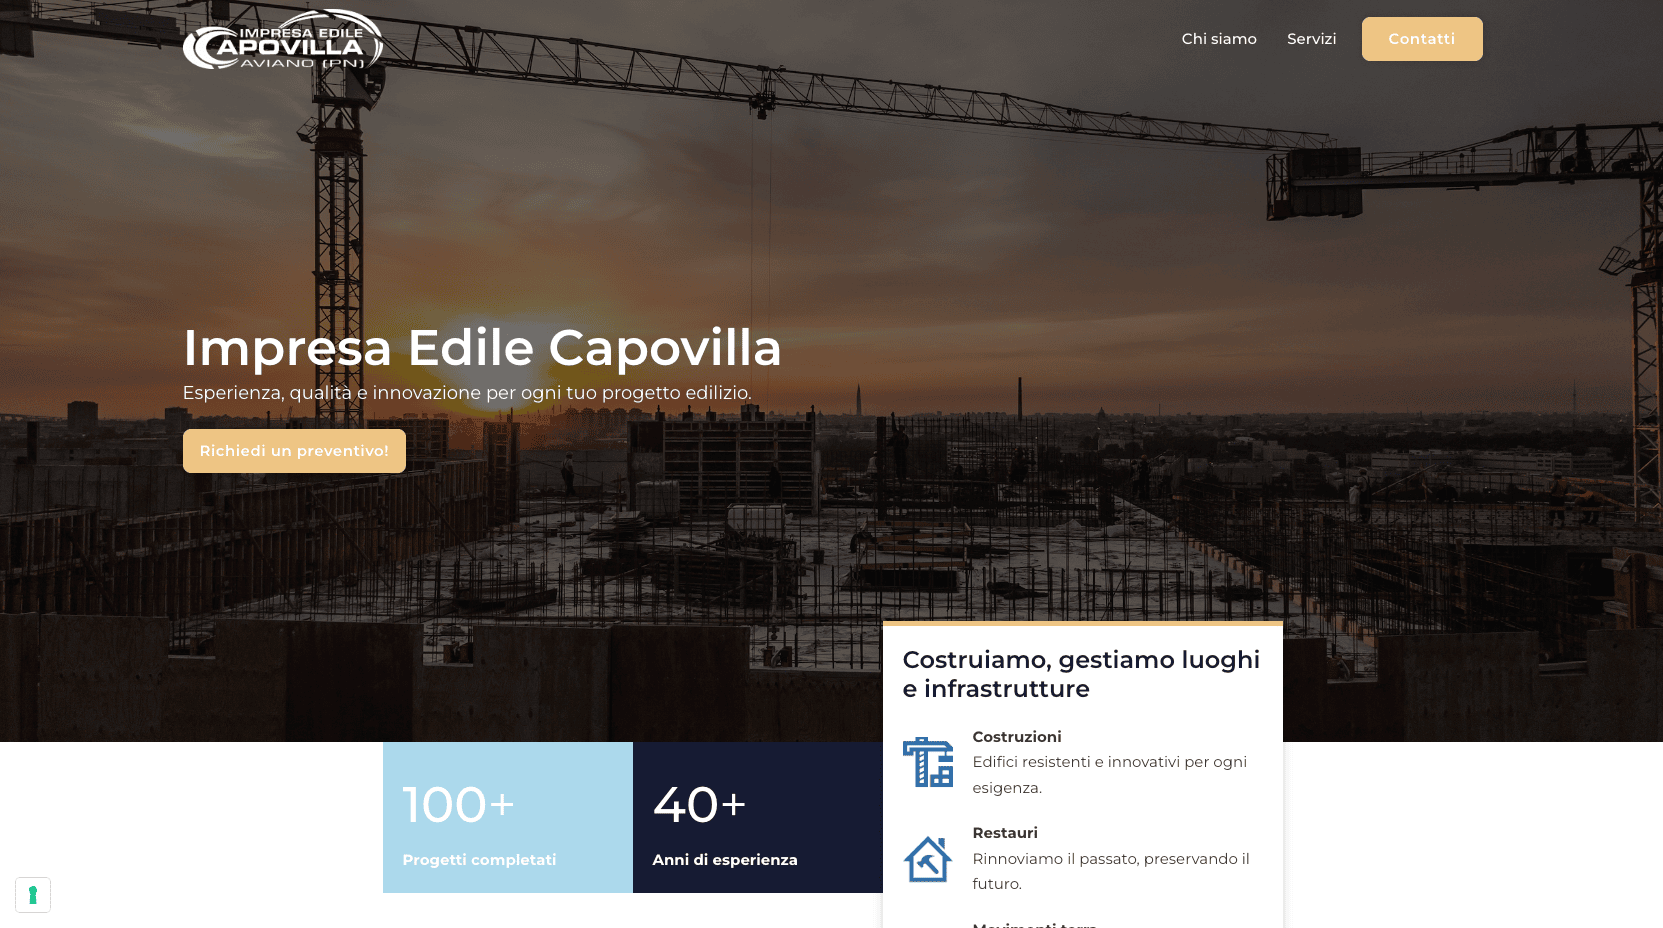 IMPRESA EDILE
CAPOVILLA
AVIANO (PN)
Chi siamo
Servizi
Contatti
Impresa Edile Capovilla
Esperienza, qualità e innovazione per ogni tuo progetto edilizio.
Richiedi un preventivo!
100+
Progetti completati
40+
Anni di esperienza
Costruiamo, gestiamo luoghi
e infrastrutture
Costruzioni
Edifici resistenti e innovativi per ogni
esigenza.
Restauri
Rinnoviamo il passato, preservando il
futuro.
Movimenti terra